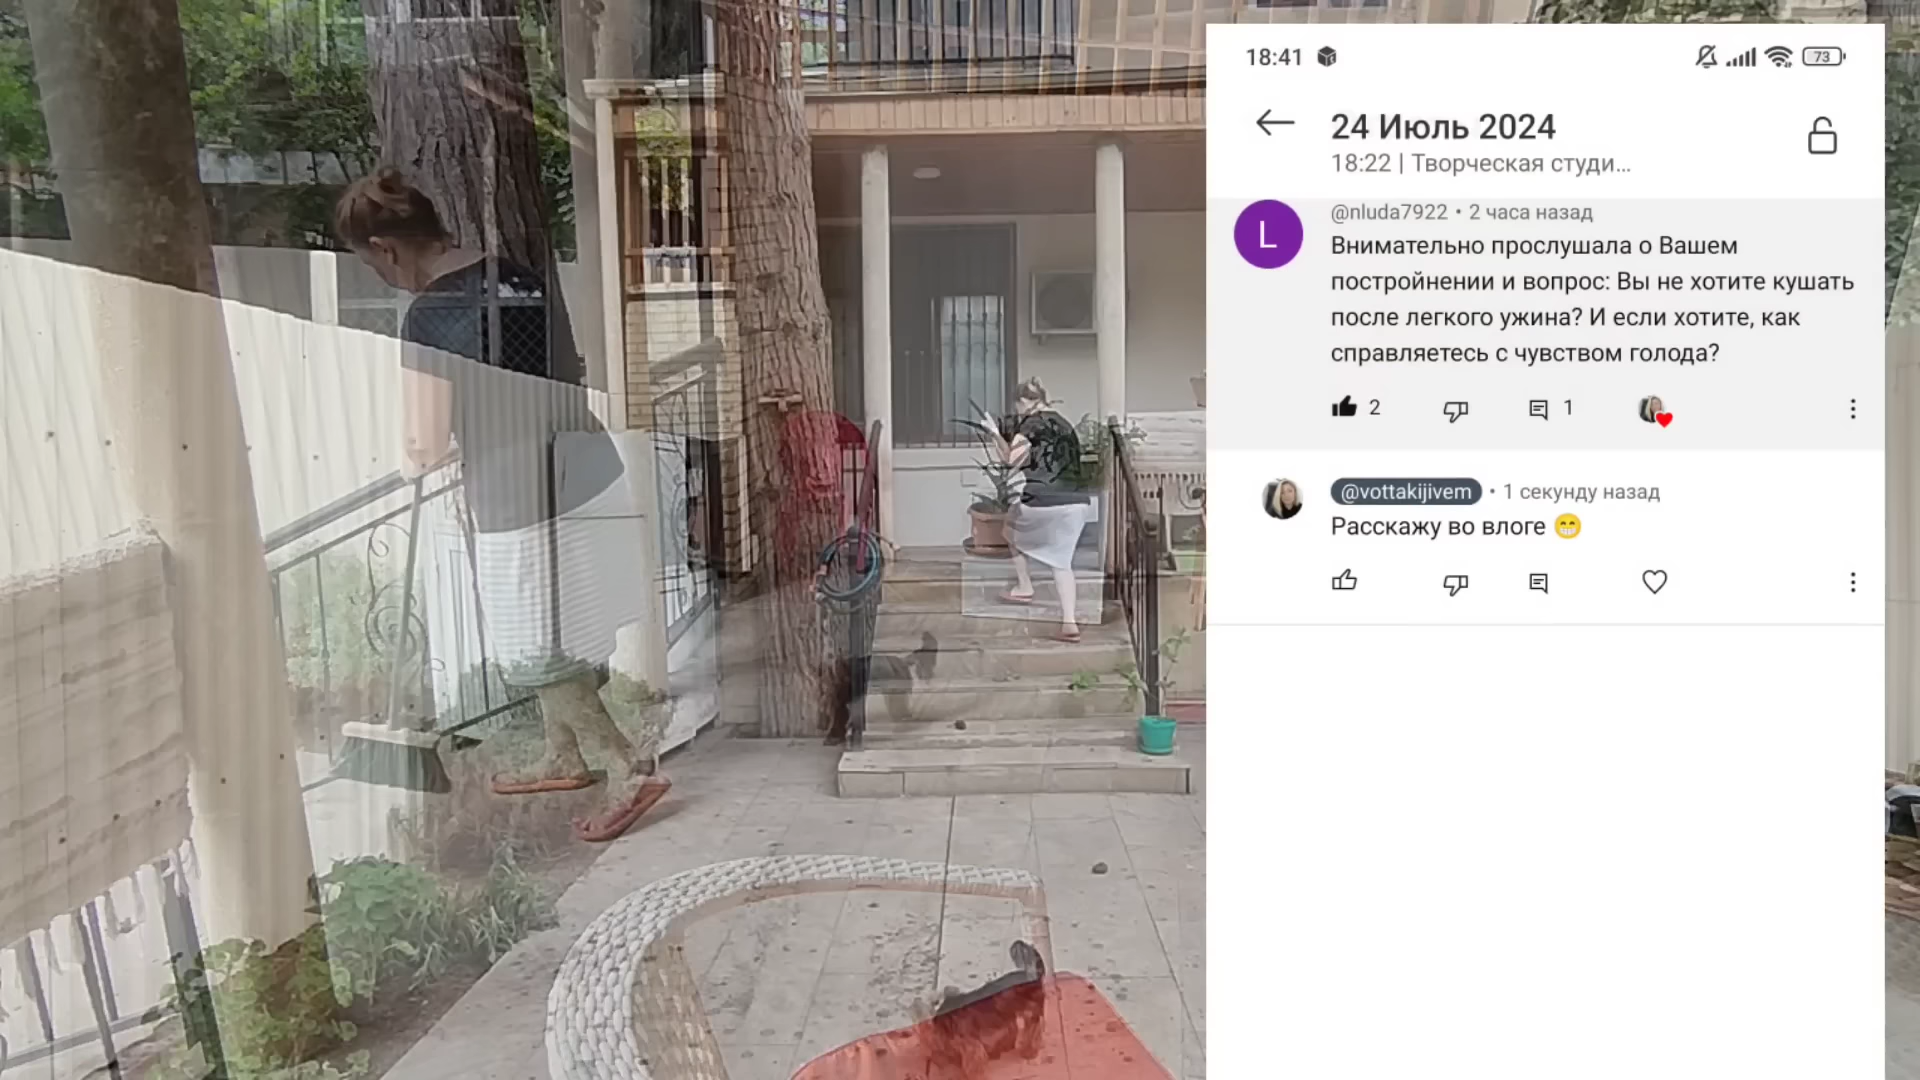 18:41
73
24 Июль 2024
18:22 | Творческая студи...
L
@nluda7922 • 2 часа назад
Внимательно прослушала о Вашем
постройнении и вопрос: Вы не хотите кушать
после легкого ужина? И если хотите, как
справляетесь с чувством голода?
2
1
@vottakijivem • 1 секунду назад
Расскажу во влоге 😁